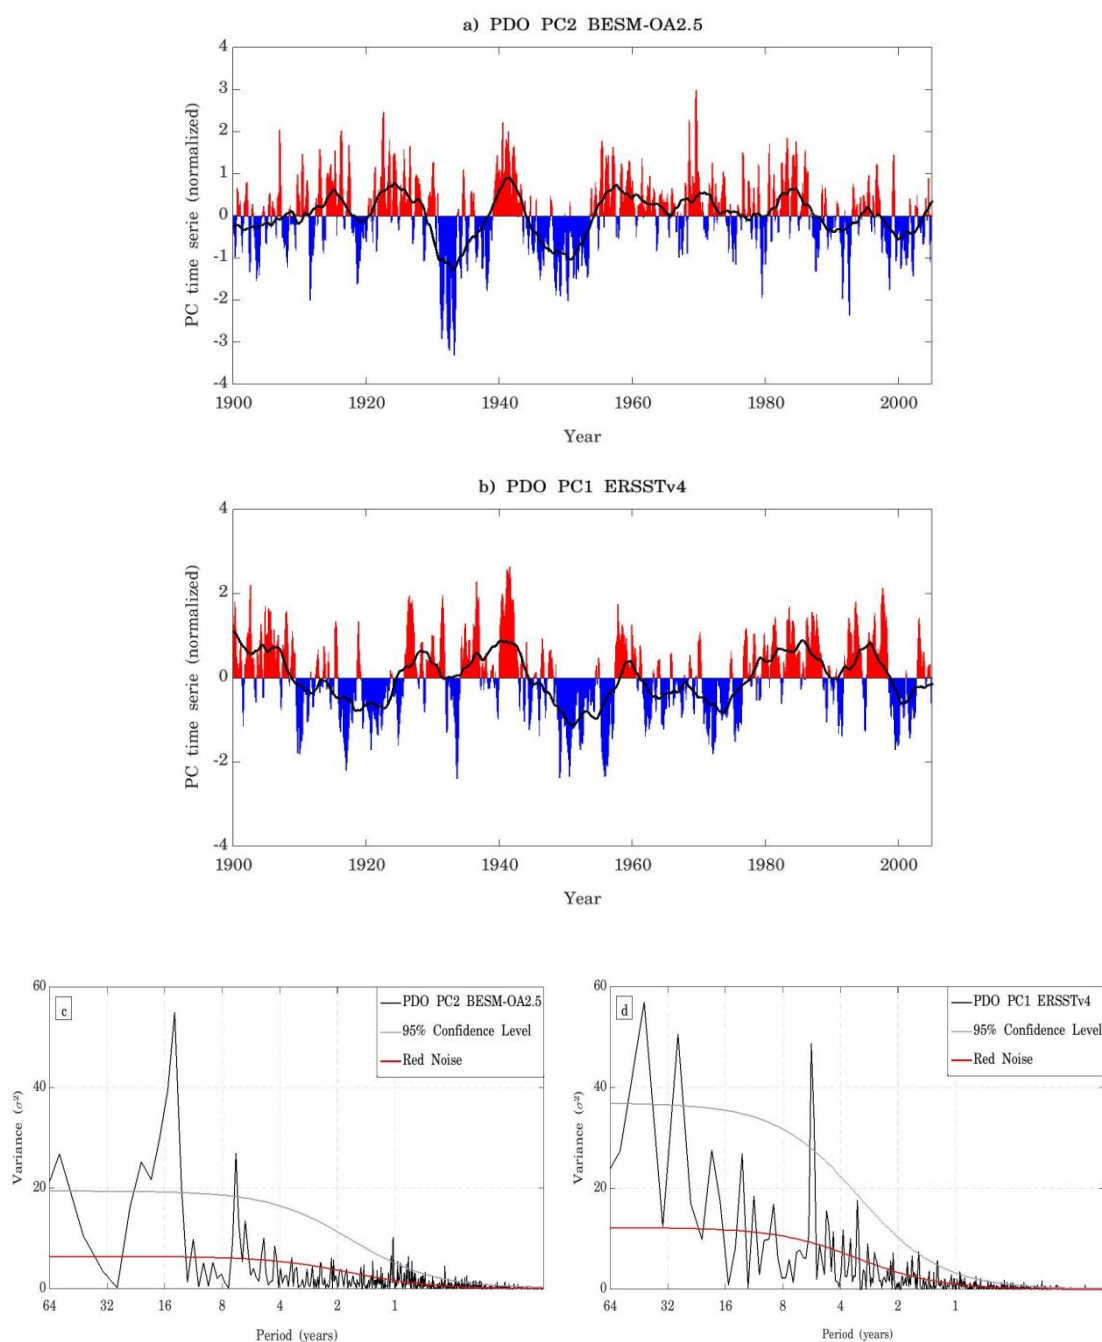 a) PDO PC2 BESM-OA2.5
PC time serie (normalized)
4
3
2
1
0
-1
-2
-3
-4
1900 1920 1940 1960 1980 2000
Year
b) PDO PC1 ERSSTv4
PC time serie (normalized)
4
2
0
-2
-4
1900 1920 1940 1960 1980 2000
Year
c
PDO PC2 BESM-OA2.5
95% Confidence Level
Red Noise
Variance (σ²)
60
40
20
0
64 32 16 8 4 2 1
Period (years)
d
PDO PC1 ERSSTv4
95% Confidence Level
Red Noise
Variance (σ²)
60
40
20
0
64 32 16 8 4 2 1
Period (years)